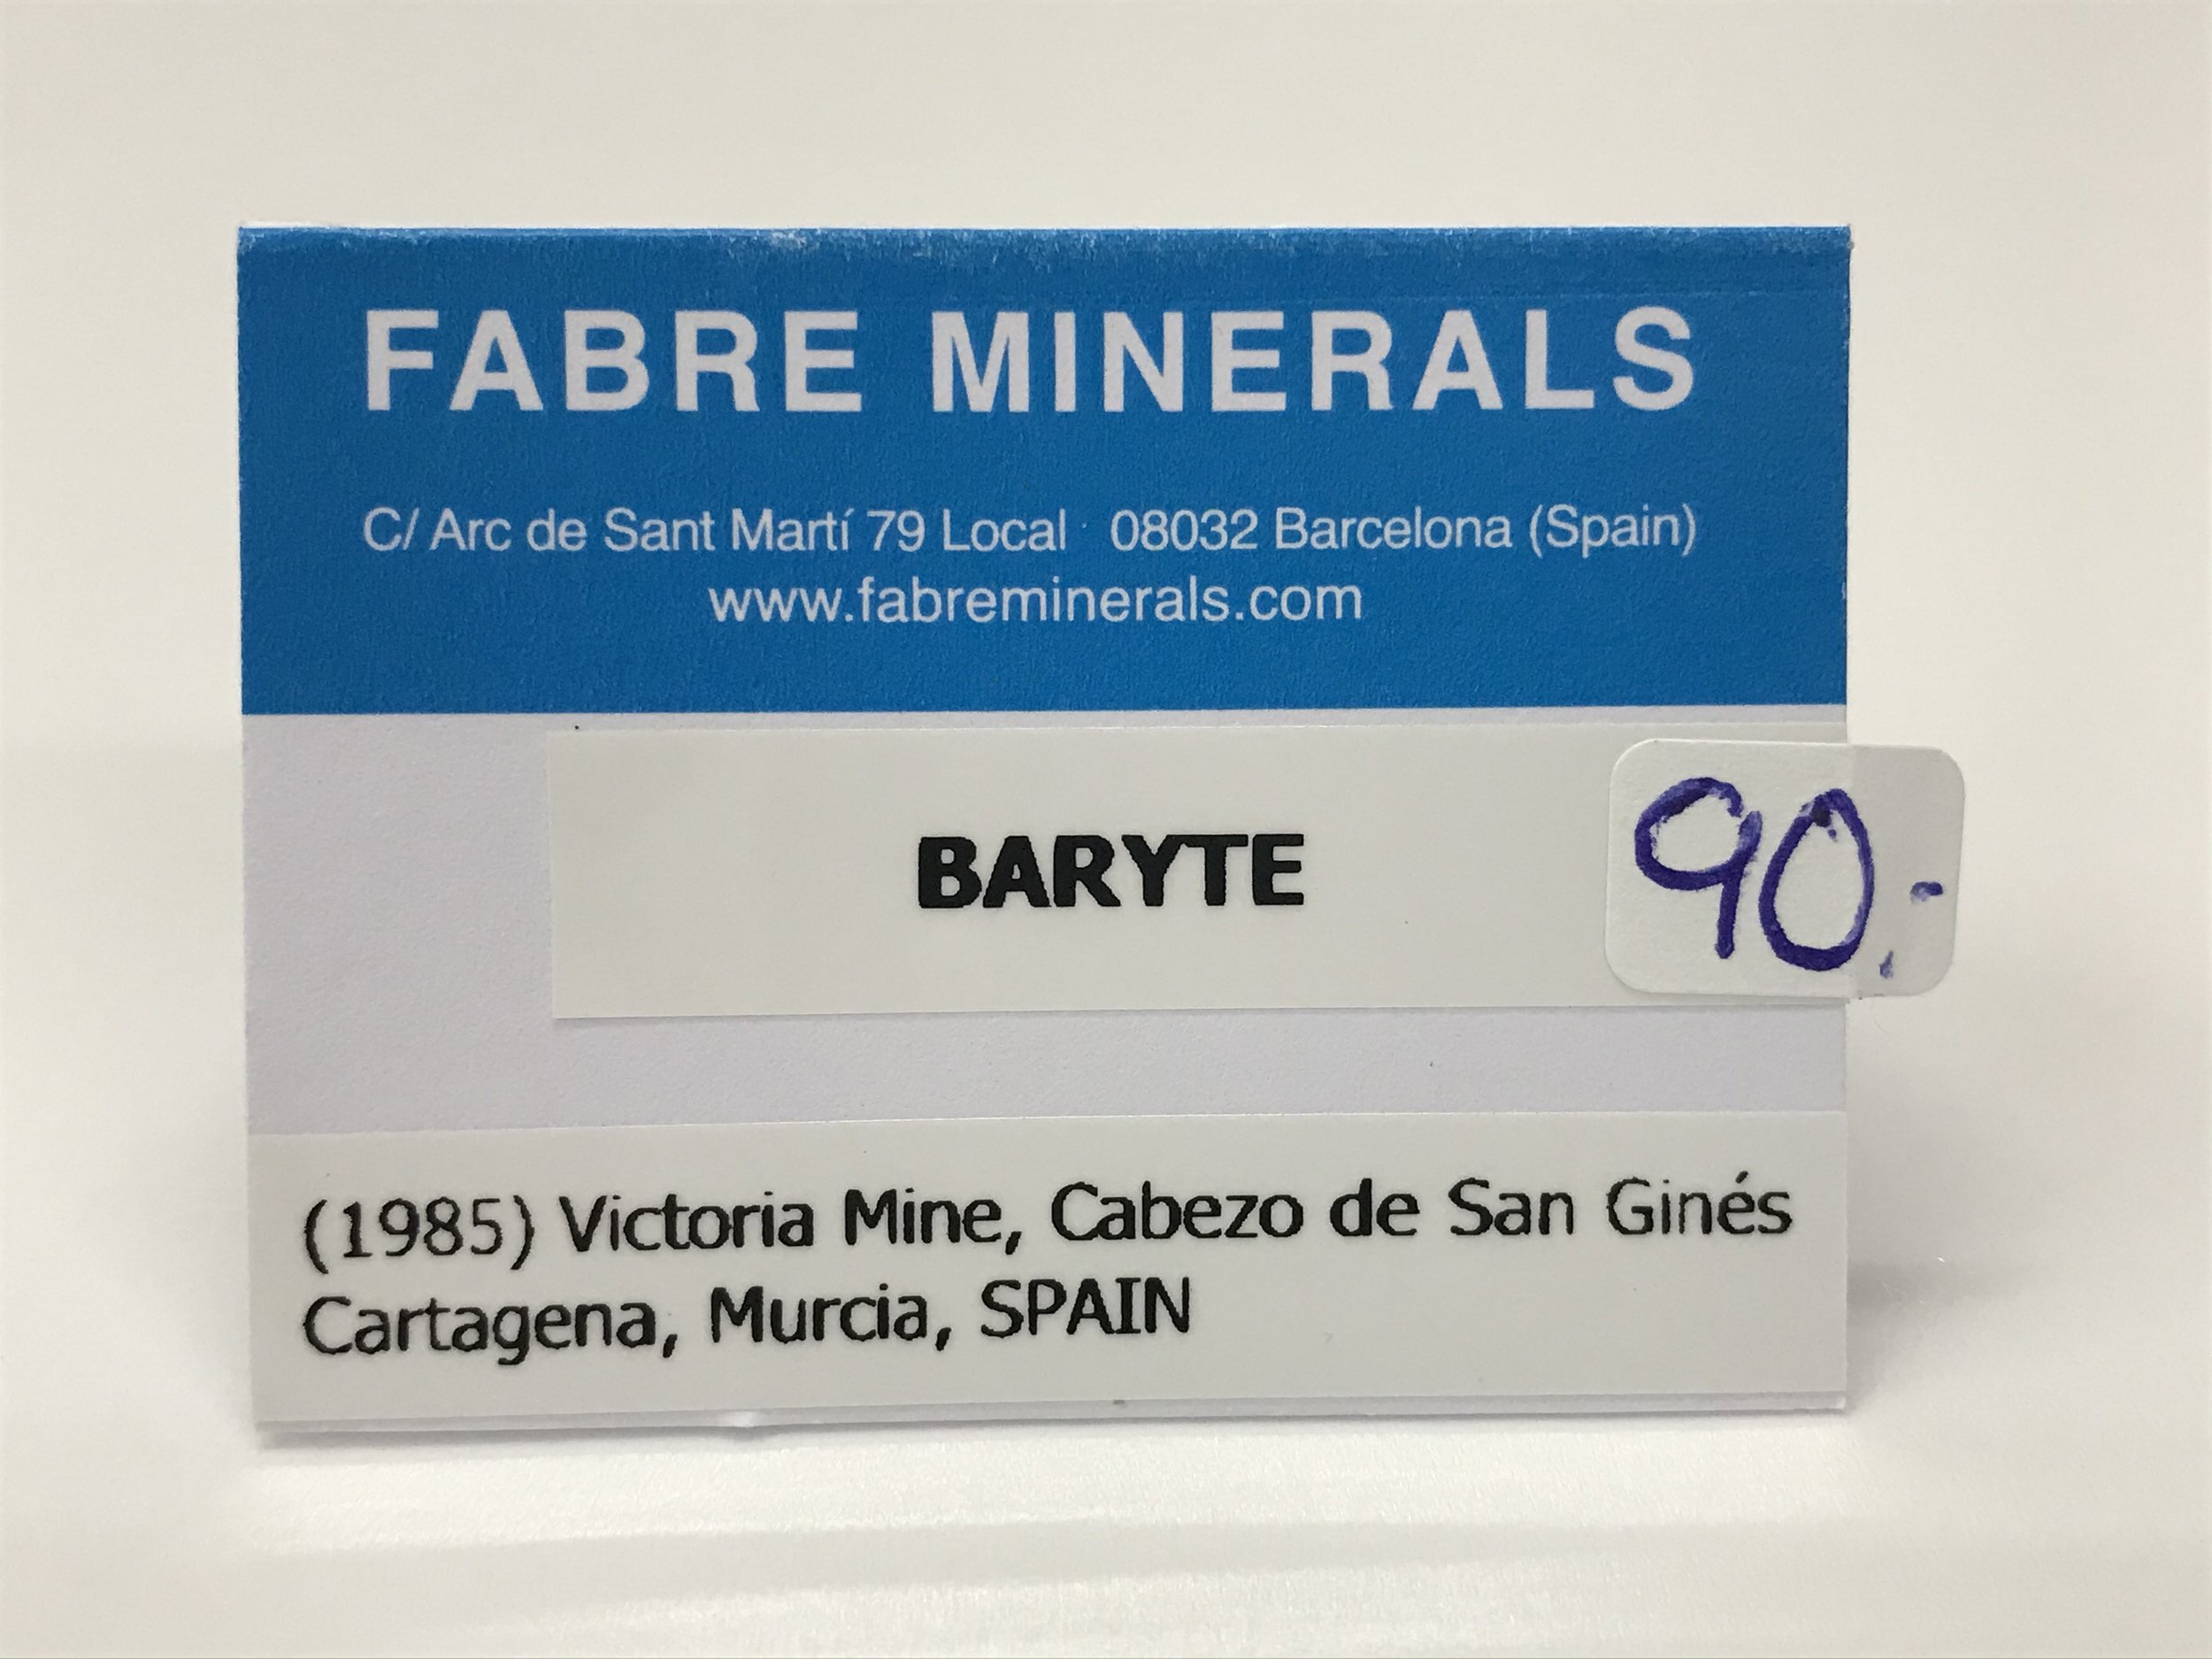 FABRE MINERALS
C/ Arc de Sant Martí 79 Local · 08032 Barcelona (Spain)
www.fabreminerals.com
BARYTE
90.-
(1985) Victoria Mine, Cabezo de San Ginés
Cartagena, Murcia, SPAIN